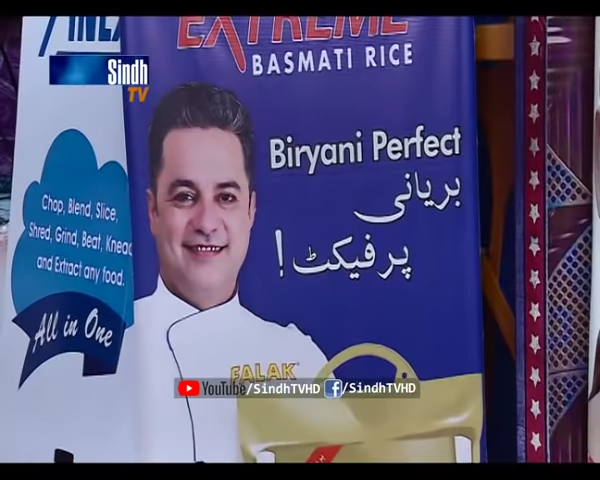 EXTREME
BASMATI RICE
Sindh
TV
Biryani Perfect
بریانی
پرفیکٹ!
Chop, Blend, Slice,
Shred, Grind, Beat, Knead
and Extract any food.
All in One
FALAK
YouTube/SindhTVHD f/SindhTVHD